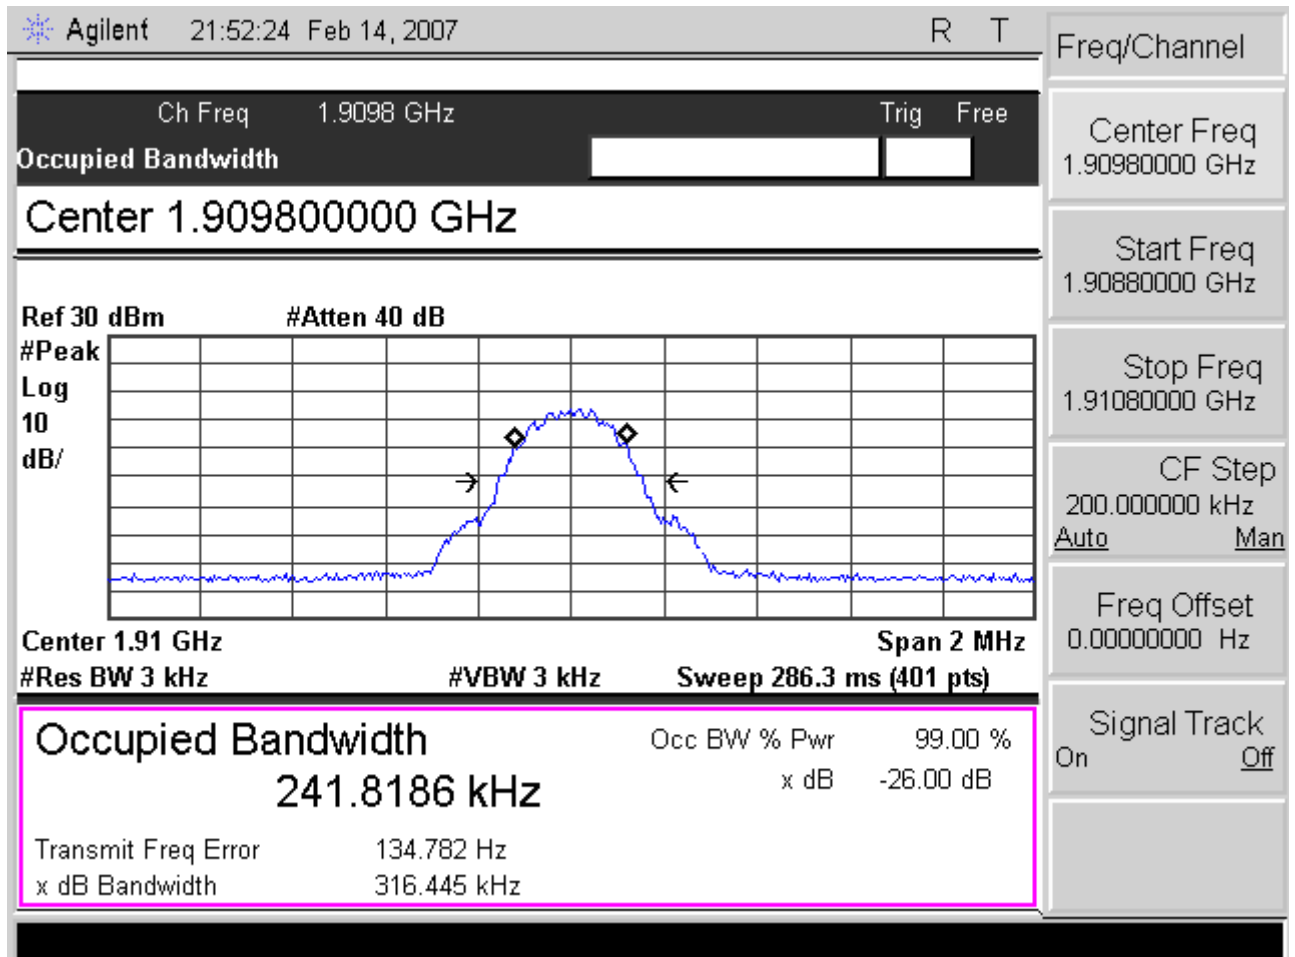 Agilent 21:52:24 Feb 14, 2007 R T
Freq/Channel
Ch Freq 1.9098 GHz Trig Free
Occupied Bandwidth
Center 1.909800000 GHz
Ref 30 dBm #Atten 40 dB
#Peak
Log
10
dB/
Center 1.91 GHz Span 2 MHz
#Res BW 3 kHz #VBW 3 kHz Sweep 286.3 ms (401 pts)
Occupied Bandwidth
241.8186 kHz
Occ BW % Pwr 99.00 %
x dB -26.00 dB
Transmit Freq Error 134.782 Hz
x dB Bandwidth 316.445 kHz
Center Freq
1.90980000 GHz
Start Freq
1.90880000 GHz
Stop Freq
1.91080000 GHz
CF Step
200.000000 kHz
Auto Man
Freq Offset
0.00000000 Hz
Signal Track
On Off